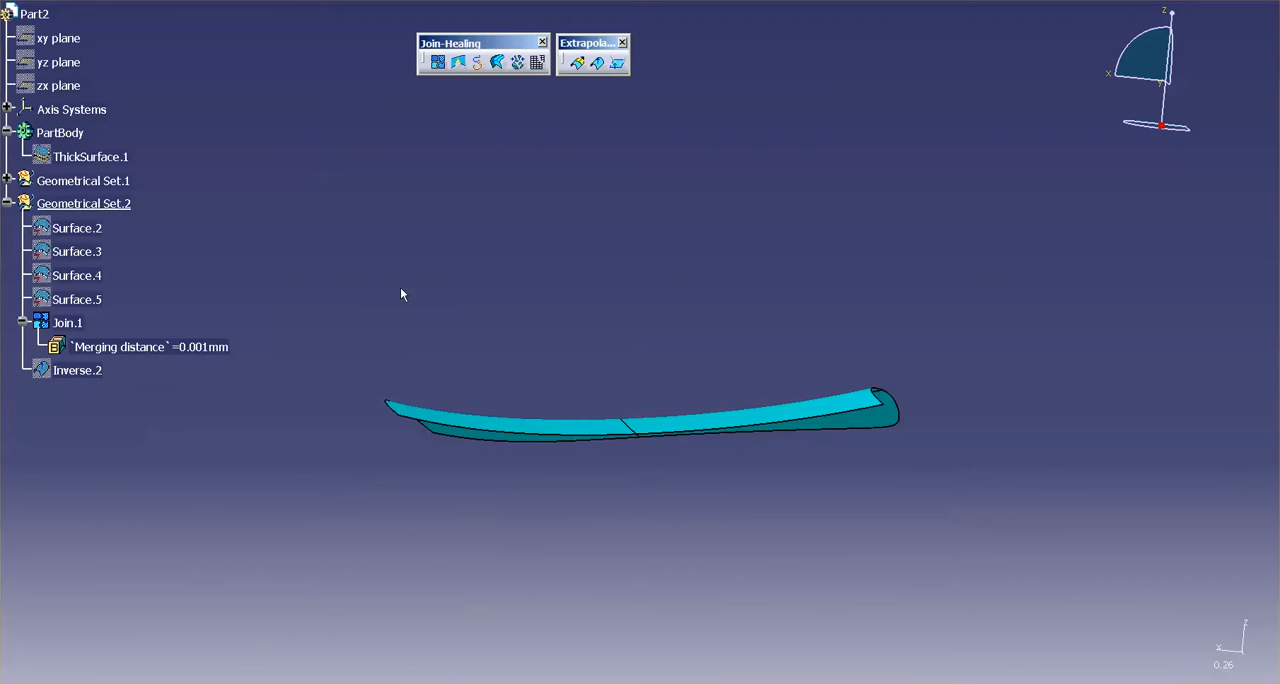 Part2
xy plane
yz plane
zx plane
Axis Systems
PartBody
ThickSurface.1
Geometrical Set.1
Geometrical Set.2
Surface.2
Surface.3
Surface.4
Surface.5
Join.1
`Merging distance`=0.001mm
Inverse.2
Join-Healing
Extrapola...
z
x
y
z
x
0.26